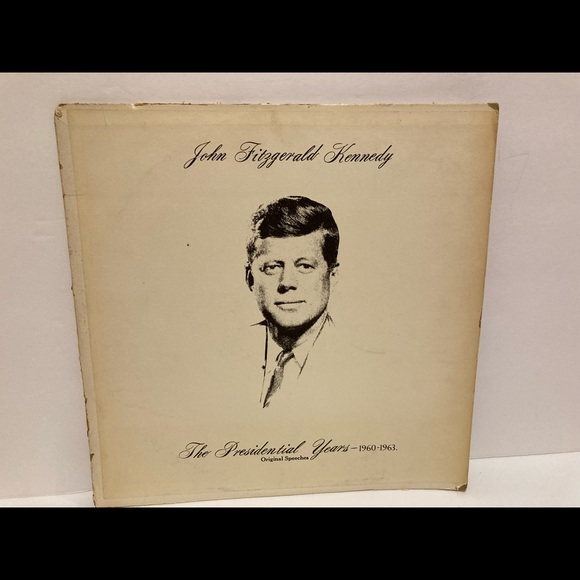 John Fitzgerald Kennedy
The Presidential Years—1960-1963.
Original Speeches